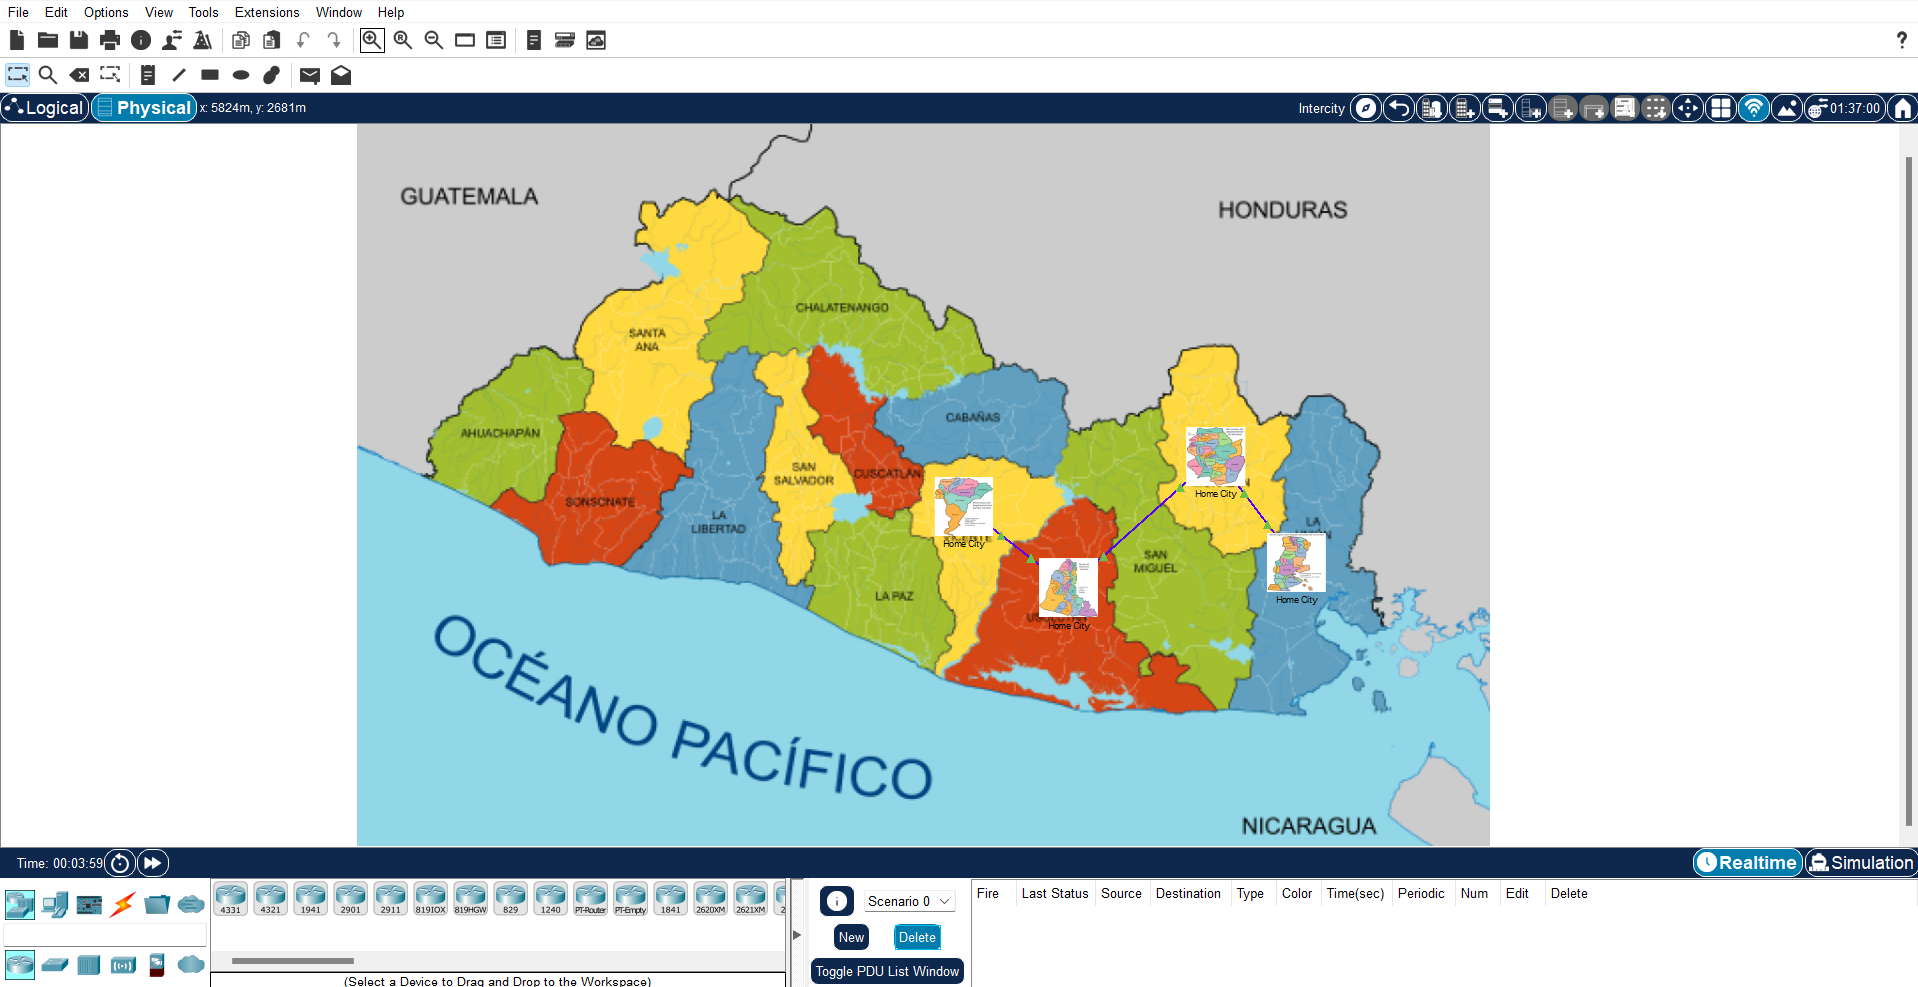 File Edit Options View Tools Extensions Window Help
?
Logical Physical x: 5824m, y: 2681m Intercity 01:37:00
GUATEMALA
HONDURAS
CHALATENANGO
SANTA
ANA
CABAÑAS
AHUACHAPÁN
SAN
SALVADOR
CUSCATLÁN
SONSONATE
LA
LIBERTAD
Home City
Home City
LA
SAN
MIGUEL
LA PAZ
Home City
Home City
OCÉANO PACÍFICO
NICARAGUA
Time: 00:03:59 Realtime Simulation
4331 4321 1941 2901 2911 819IOX 819HGW 829 1240 PT-Router PT-Empty 1841 2620XM 2621XM 2
Scenario 0
New Delete
Toggle PDU List Window
Fire Last Status Source Destination Type Color Time(sec) Periodic Num Edit Delete
(Select a Device to Drag and Drop to the Workspace)